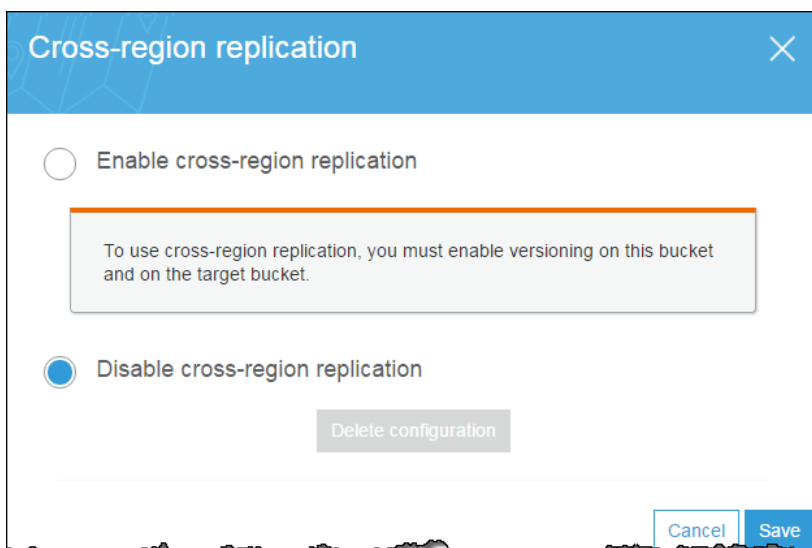 Cross-region replication
Enable cross-region replication
To use cross-region replication, you must enable versioning on this bucket
and on the target bucket.
Disable cross-region replication
Delete configuration
Cancel
Save